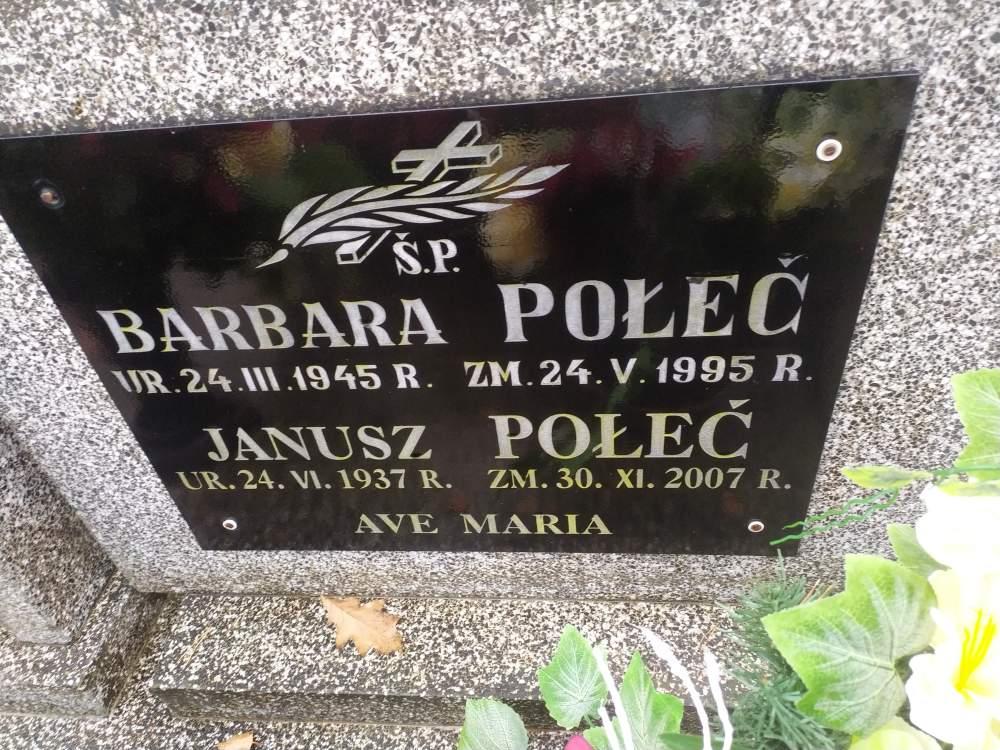 Ś.P.
BARBARA POŁEČ
UR. 24. III. 1945 R. ZM. 24. V. 1995 R.
JANUSZ POŁEČ
UR. 24. VI. 1937 R. ZM. 30. XI. 2007 R.
AVE MARIA